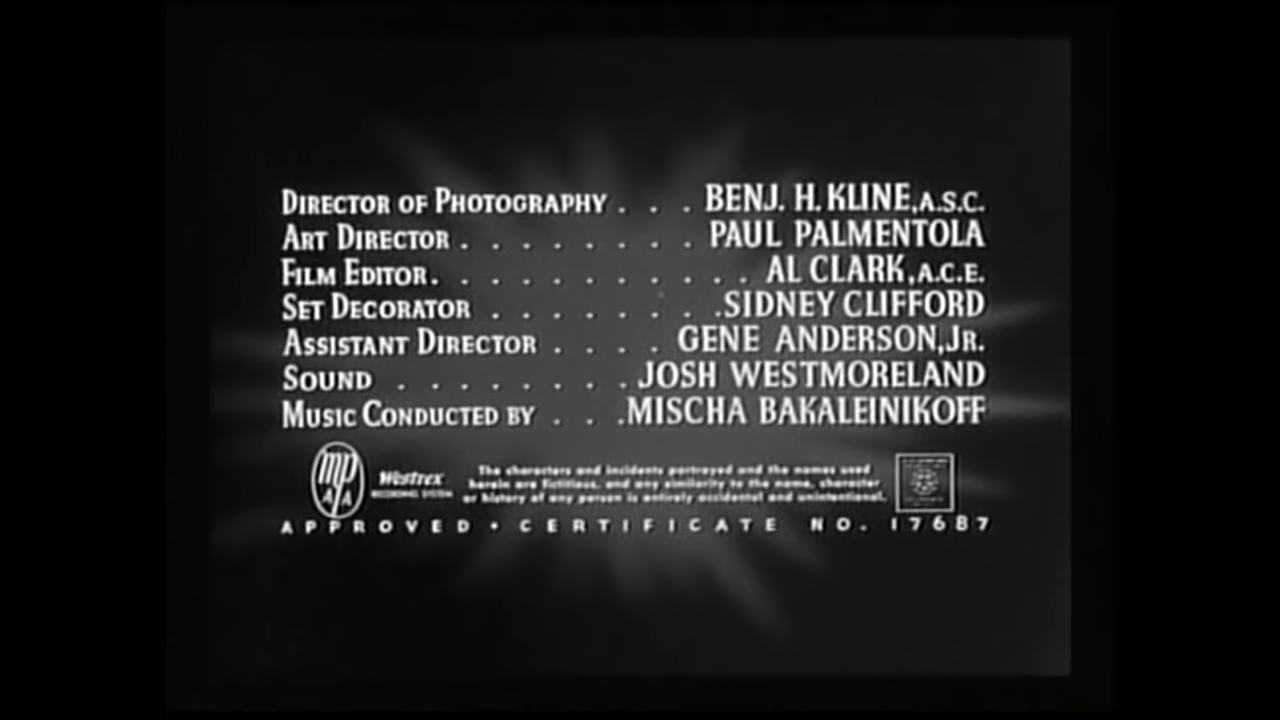 DIRECTOR OF PHOTOGRAPHY . . . BENJ. H. KLINE, A.S.C.
ART DIRECTOR . . . . . . . . PAUL PALMENTOLA
FILM EDITOR. . . . . . . . . . . AL CLARK, A.C.E.
SET DECORATOR . . . . . . . . SIDNEY CLIFFORD
ASSISTANT DIRECTOR . . . . GENE ANDERSON, JR.
SOUND . . . . . . . . JOSH WESTMORELAND
MUSIC CONDUCTED BY . . . MISCHA BAKALEINIKOFF
MPAA
Westrex
RECORDING SYSTEM
The characters and incidents portrayed and the names used
herein are fictitious, and any similarity to the name, character
or history of any person is entirely accidental and unintentional.
APPROVED • CERTIFICATE NO. 17687